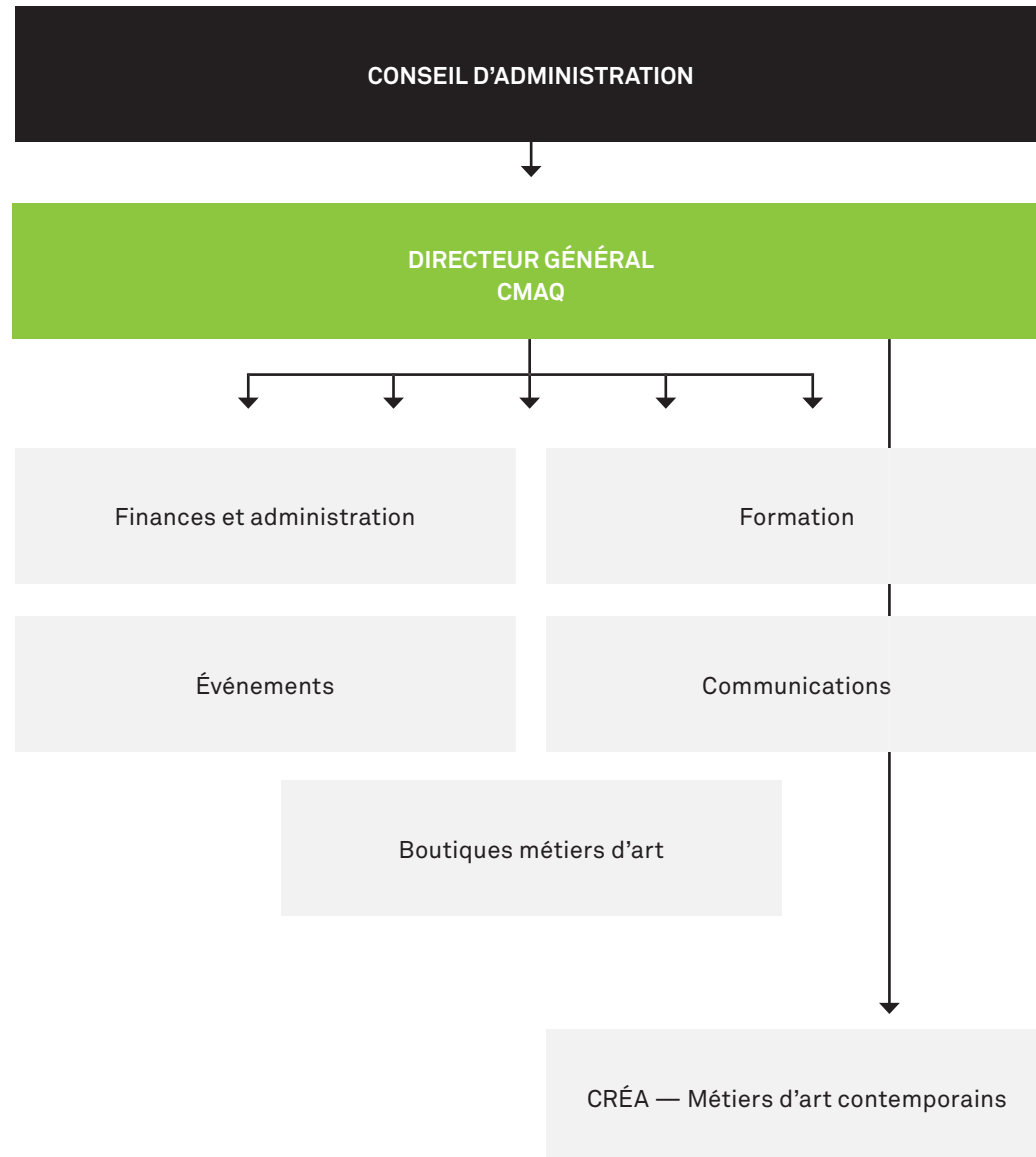 CONSEIL D’ADMINISTRATION
DIRECTEUR GÉNÉRAL
CMAQ
Finances et administration
Formation
Événements
Communications
Boutiques métiers d’art
CRÉA — Métiers d’art contemporains